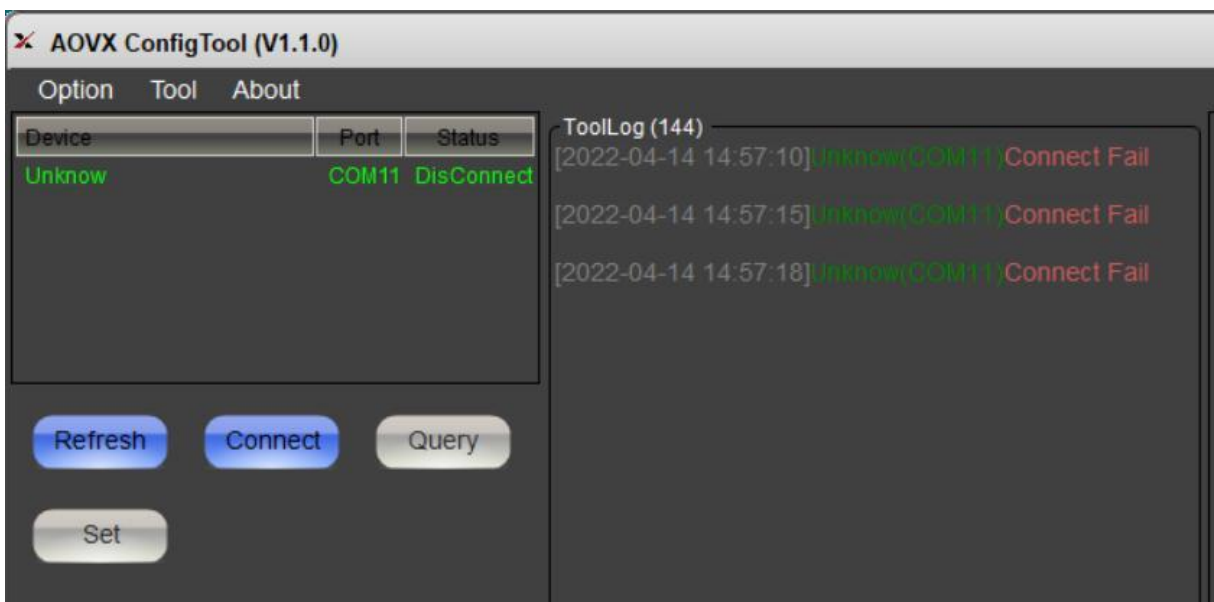 AOVX ConfigTool (V1.1.0)
Option Tool About
Device Port Status
Unknow COM11 DisConnect
ToolLog (144)
[2022-04-14 14:57:10]Unknow(COM11)Connect Fail
[2022-04-14 14:57:15]Unknow(COM11)Connect Fail
[2022-04-14 14:57:18]Unknow(COM11)Connect Fail
Refresh Connect Query
Set